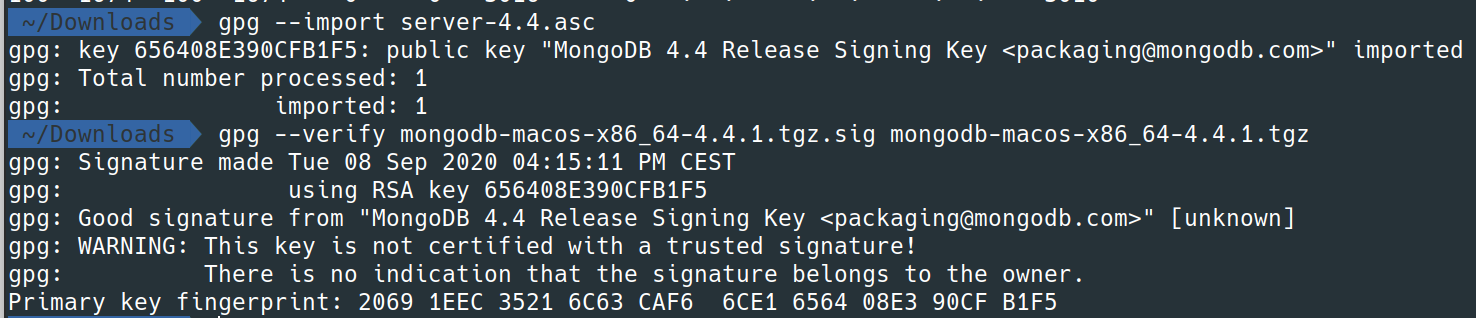 ~/Downloads gpg --import server-4.4.asc
gpg: key 656408E390CFB1F5: public key "MongoDB 4.4 Release Signing Key <packaging@mongodb.com>" imported
gpg: Total number processed: 1
gpg:               imported: 1
~/Downloads gpg --verify mongodb-macos-x86_64-4.4.1.tgz.sig mongodb-macos-x86_64-4.4.1.tgz
gpg: Signature made Tue 08 Sep 2020 04:15:11 PM CEST
gpg:                using RSA key 656408E390CFB1F5
gpg: Good signature from "MongoDB 4.4 Release Signing Key <packaging@mongodb.com>" [unknown]
gpg: WARNING: This key is not certified with a trusted signature!
gpg:          There is no indication that the signature belongs to the owner.
Primary key fingerprint: 2069 1EEC 3521 6C63 CAF6  6CE1 6564 08E3 90CF B1F5